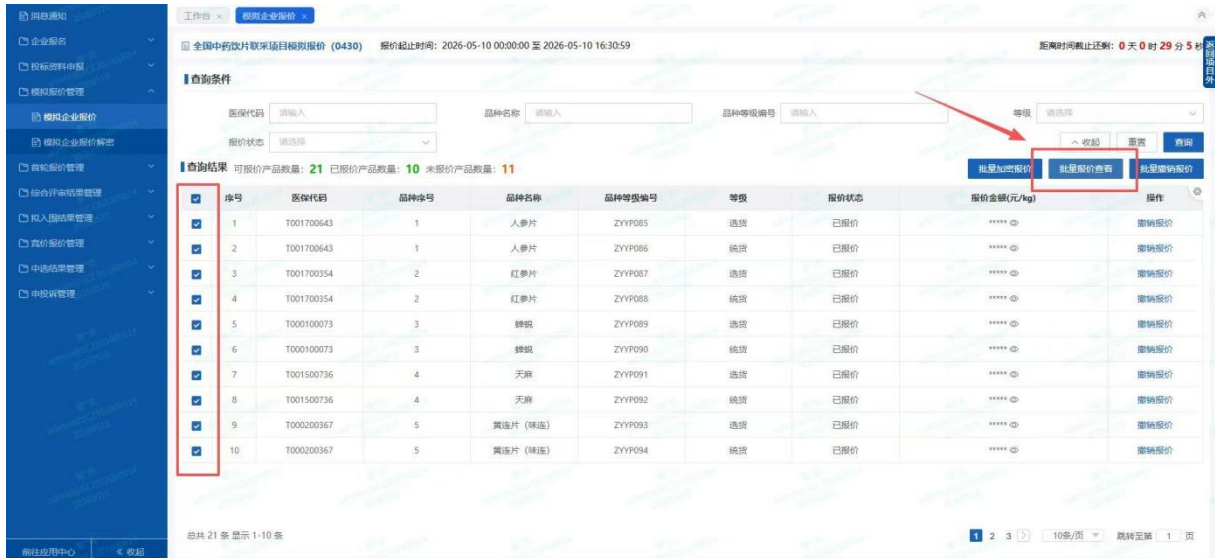 消息通知
企业报名
投标资料申报
模拟报价管理
模拟企业报价
模拟企业报价解密
首轮报价管理
综合评审结果管理
拟入围结果管理
竞价报价管理
中选结果管理
申投诉管理
前往应用中心 《 收起
工作台 × 模拟企业报价 ×
全国中药饮片联采项目模拟报价（0430） 报价起止时间：2026-05-10 00:00:00 至 2026-05-10 16:30:59 距离时间截止还剩：0 天 0 时 29 分 5 秒
返回项目外
查询条件
医保代码 请输入 品种名称 请输入 品种等级编号 请输入 等级 请选择
报价状态 请选择 收起 重置 查询
查询结果 可报价产品数量：21 已报价产品数量：10 未报价产品数量：11 批量加密报价 批量报价查看 批量撤销报价
序号 医保代码 品种序号 品种名称 品种等级编号 等级 报价状态 报价金额(元/kg) 操作
1 T001700643 1 人参片 ZYYP085 选货 已报价 ***** 撤销报价
2 T001700643 1 人参片 ZYYP086 统货 已报价 ***** 撤销报价
3 T001700354 2 红参片 ZYYP087 选货 已报价 ***** 撤销报价
4 T001700354 2 红参片 ZYYP088 统货 已报价 ***** 撤销报价
5 T000100073 3 蝉蜕 ZYYP089 选货 已报价 ***** 撤销报价
6 T000100073 3 蝉蜕 ZYYP090 统货 已报价 ***** 撤销报价
7 T001500736 4 天麻 ZYYP091 选货 已报价 ***** 撤销报价
8 T001500736 4 天麻 ZYYP092 统货 已报价 ***** 撤销报价
9 T000200367 5 黄连片（味连） ZYYP093 选货 已报价 ***** 撤销报价
10 T000200367 5 黄连片（味连） ZYYP094 统货 已报价 ***** 撤销报价
总共 21 条 显示 1-10 条 1 2 3 > 10条/页 跳转至第 1 页